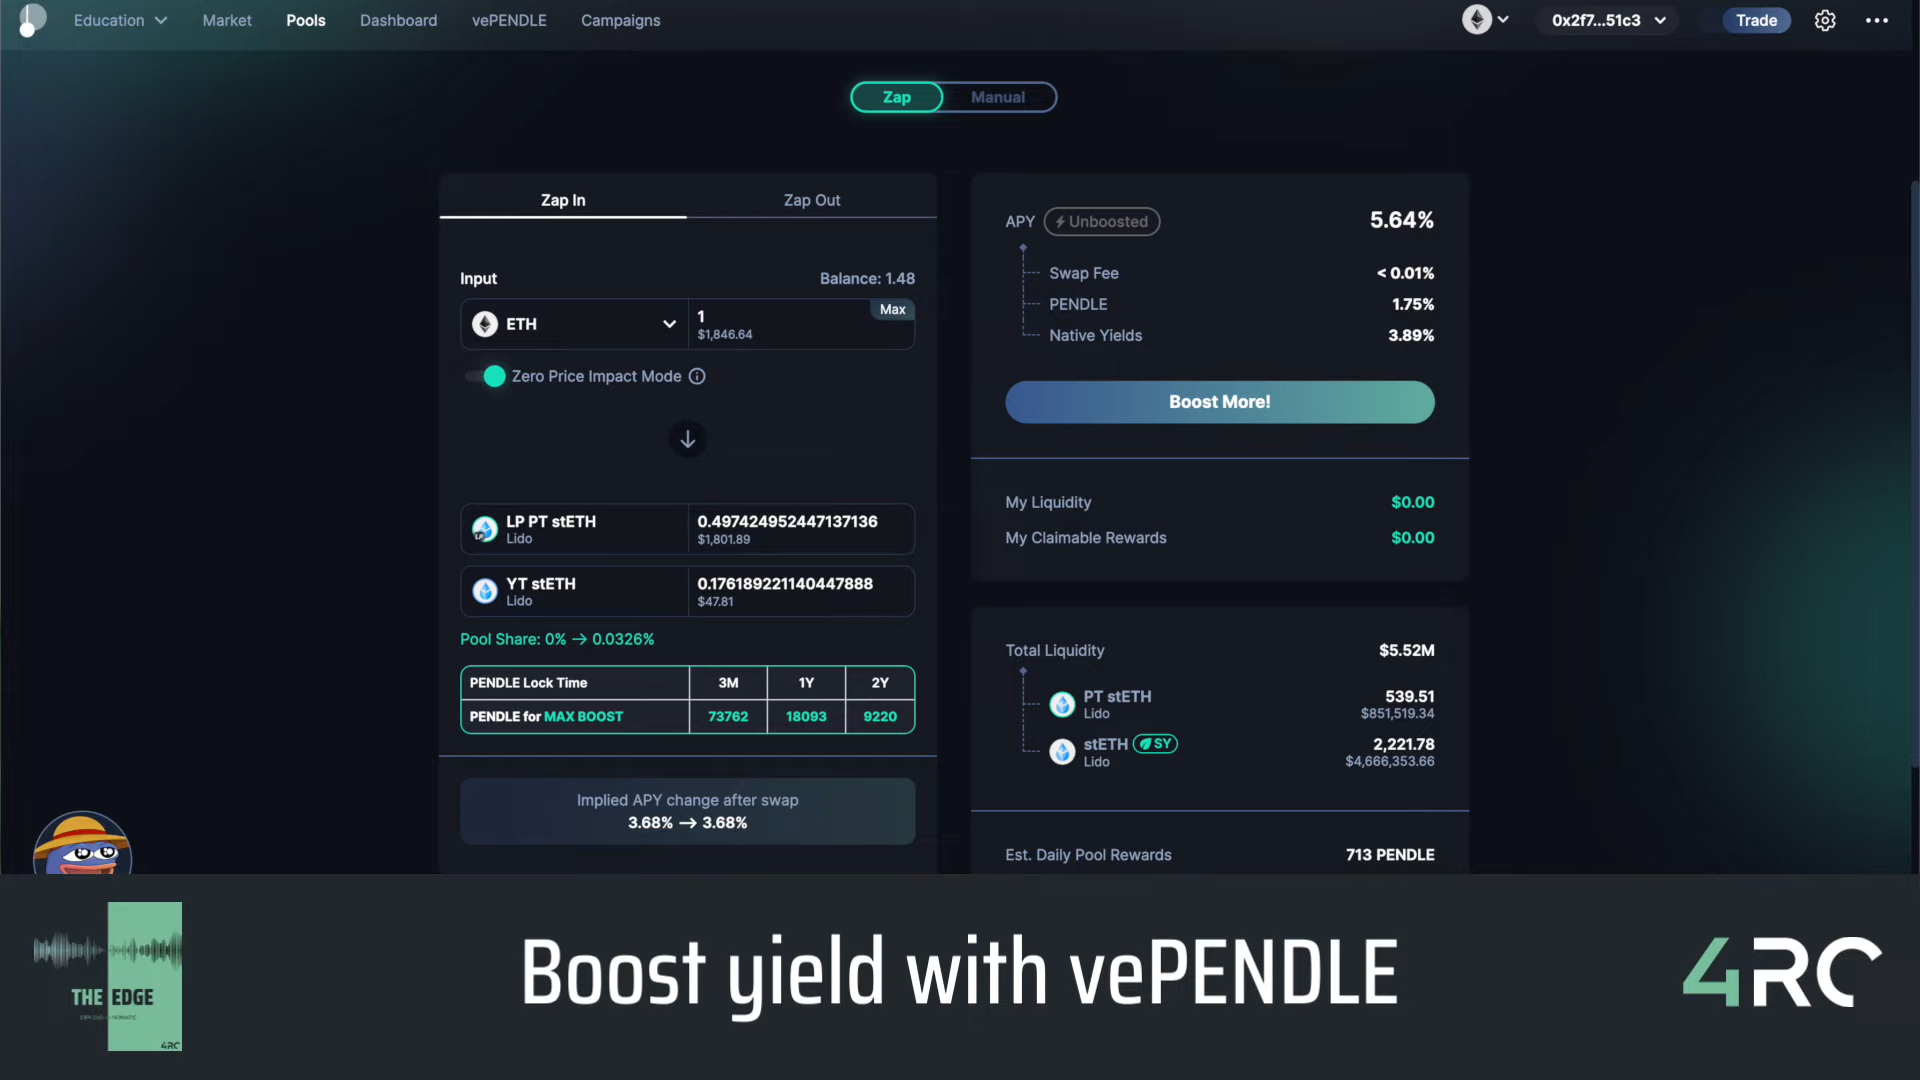 Education
Market
Pools
Dashboard
vePENDLE
Campaigns
0x2f7...51c3
Trade
Zap
Manual
Zap In
Zap Out
Input
Balance: 1.48
ETH
1
$1,846.64
Max
Zero Price Impact Mode
LP PT stETH
Lido
0.497424952447137136
$1,801.89
YT stETH
Lido
0.176189221140447888
$47.81
Pool Share: 0% → 0.0326%
PENDLE Lock Time 3M 1Y 2Y
PENDLE for MAX BOOST 73762 18093 9220
Implied APY change after swap
3.68% → 3.68%
APY Unboosted 5.64%
Swap Fee < 0.01%
PENDLE 1.75%
Native Yields 3.89%
Boost More!
My Liquidity $0.00
My Claimable Rewards $0.00
Total Liquidity $5.52M
PT stETH 539.51
Lido $851,519.34
stETH SY 2,221.78
Lido $4,666,353.66
Est. Daily Pool Rewards 713 PENDLE
THE EDGE
4RC
Boost yield with vePENDLE
4RC